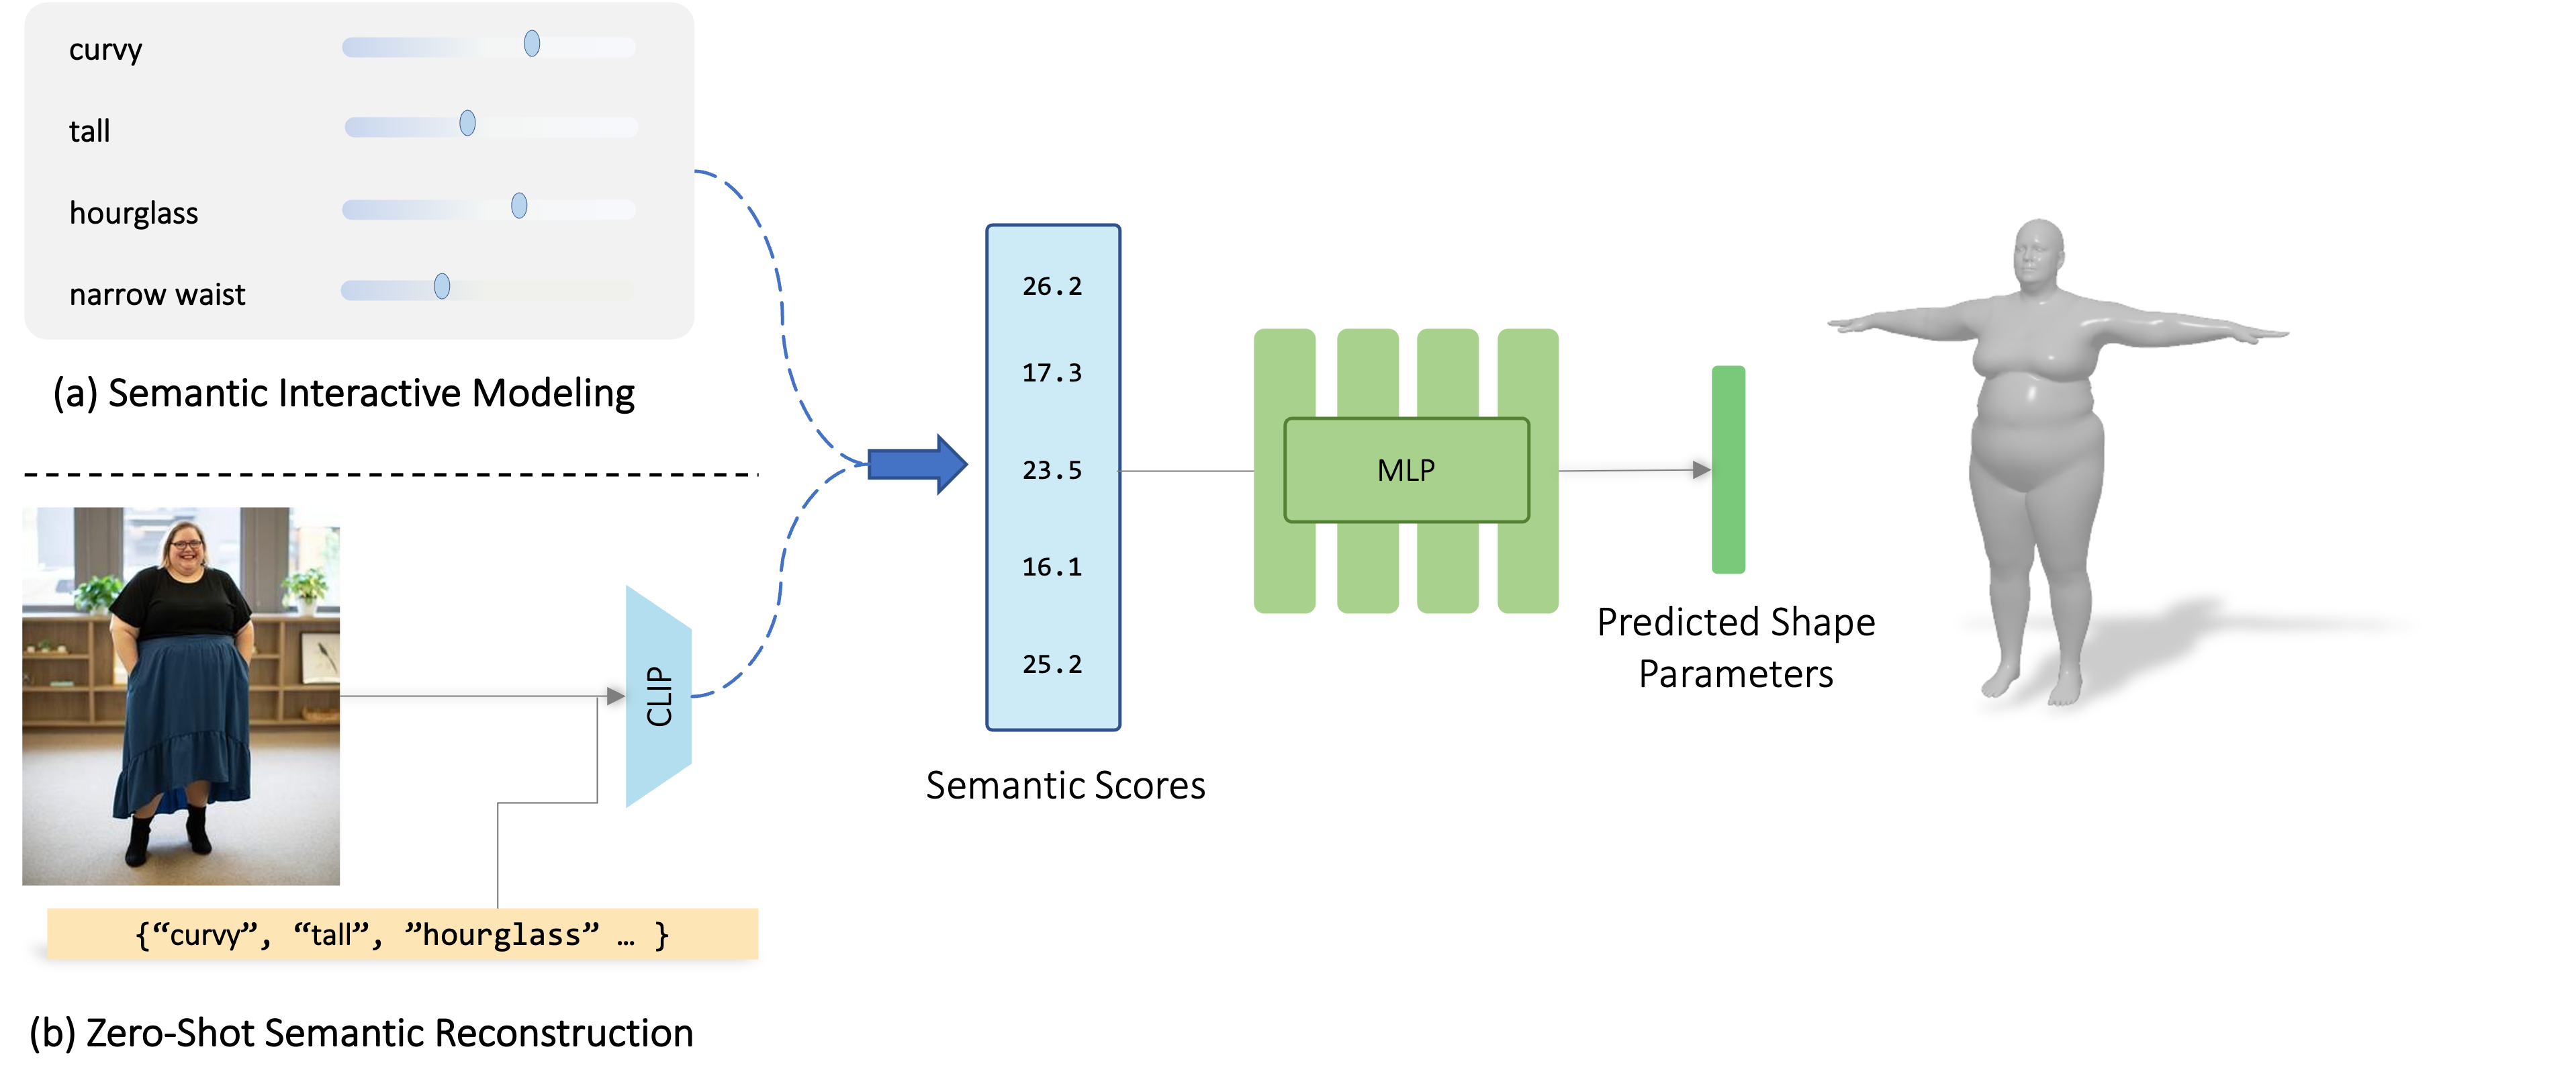 curvy
tall
hourglass
narrow waist
(a) Semantic Interactive Modeling
{“curvy”, “tall”, ”hourglass” … }
(b) Zero-Shot Semantic Reconstruction
CLIP
26.2
17.3
23.5
16.1
25.2
Semantic Scores
MLP
Predicted Shape
Parameters